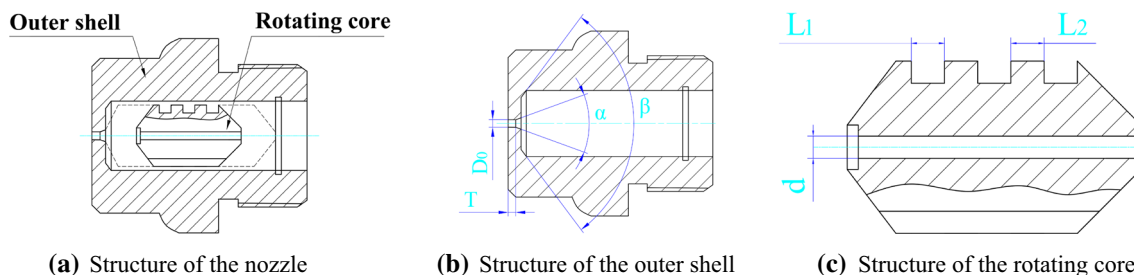 Outer shell
Rotating core
(a) Structure of the nozzle
α
β
D0
T
(b) Structure of the outer shell
L1
L2
d
(c) Structure of the rotating core